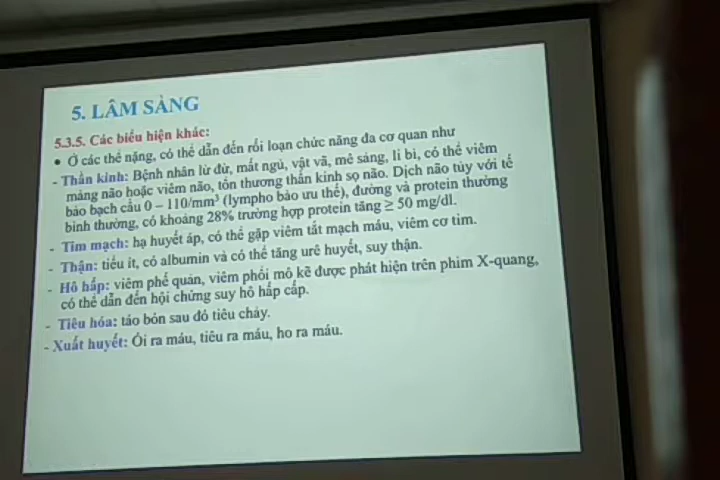 5. LÂM SÀNG
5.3.5. Các biểu hiện khác:
• Ở các thể nặng, có thể dẫn đến rối loạn chức năng đa cơ quan như
- Thần kinh: Bệnh nhân lừ đừ, mất ngủ, vật vã, mê sảng, li bì, có thể viêm
màng não hoặc viêm não, tổn thương thần kinh sọ não. Dịch não tủy với tế
bào bạch cầu 0 – 110/mm³ (lympho bào ưu thế), đường và protein thường
bình thường, có khoảng 28% trường hợp protein tăng ≥ 50 mg/dl.
- Tim mạch: hạ huyết áp, có thể gặp viêm tắt mạch máu, viêm cơ tim.
- Thận: tiểu ít, có albumin và có thể tăng urê huyết, suy thận.
- Hô hấp: viêm phế quản, viêm phổi mô kẽ được phát hiện trên phim X-quang,
có thể dẫn đến hội chứng suy hô hấp cấp.
- Tiêu hóa: táo bón sau đó tiêu chảy.
- Xuất huyết: Ói ra máu, tiêu ra máu, ho ra máu.